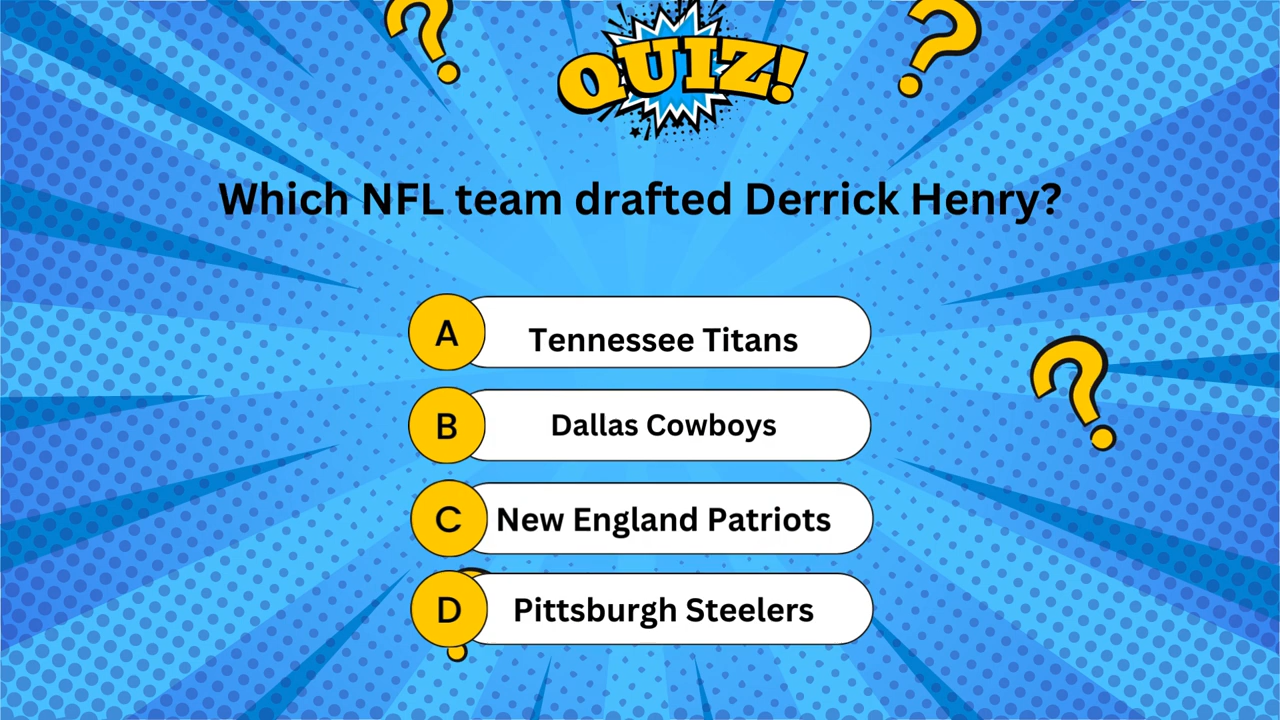 QUIZ!
Which NFL team drafted Derrick Henry?
A Tennessee Titans
B Dallas Cowboys
C New England Patriots
D Pittsburgh Steelers